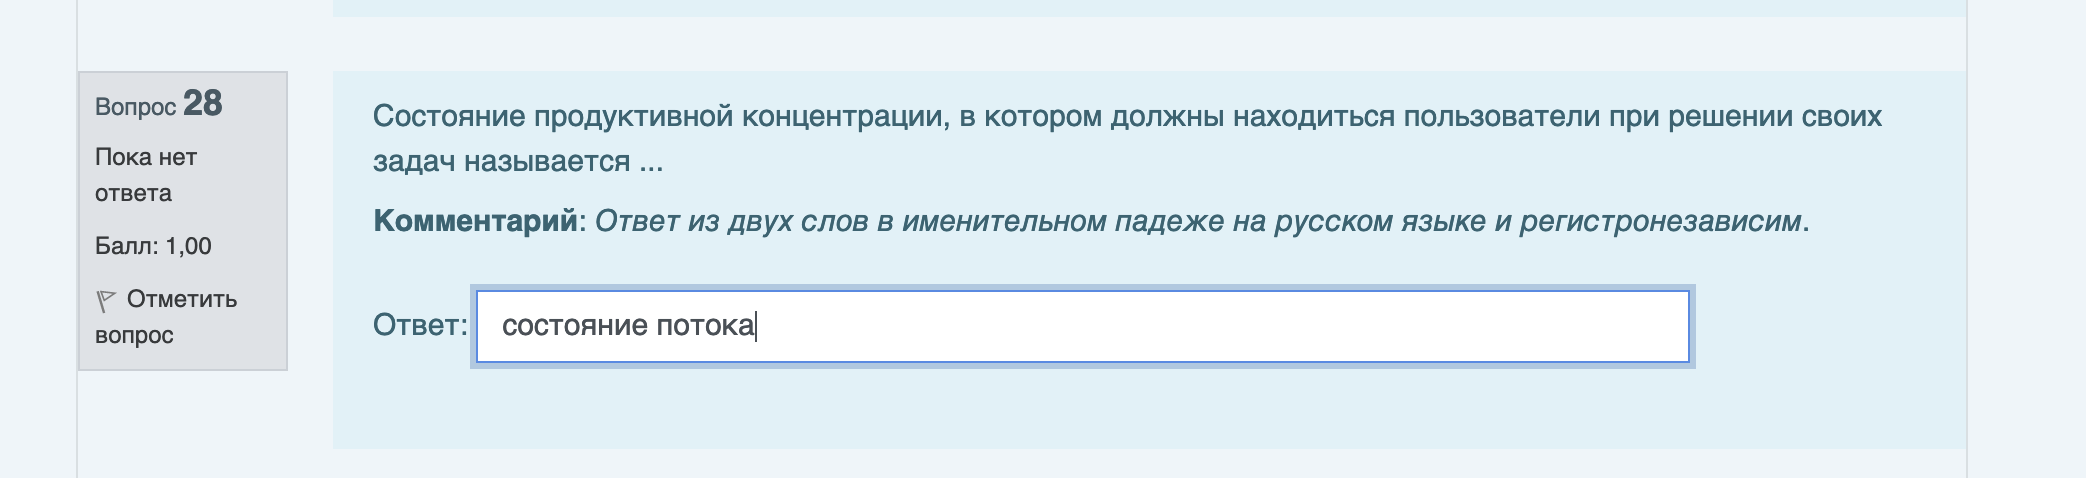 Вопрос 28
Пока нет
ответа
Балл: 1,00
Отметить
вопрос
Состояние продуктивной концентрации, в котором должны находиться пользователи при решении своих
задач называется ...
Комментарий: Ответ из двух слов в именительном падеже на русском языке и регистронезависим.
Ответ: состояние потока